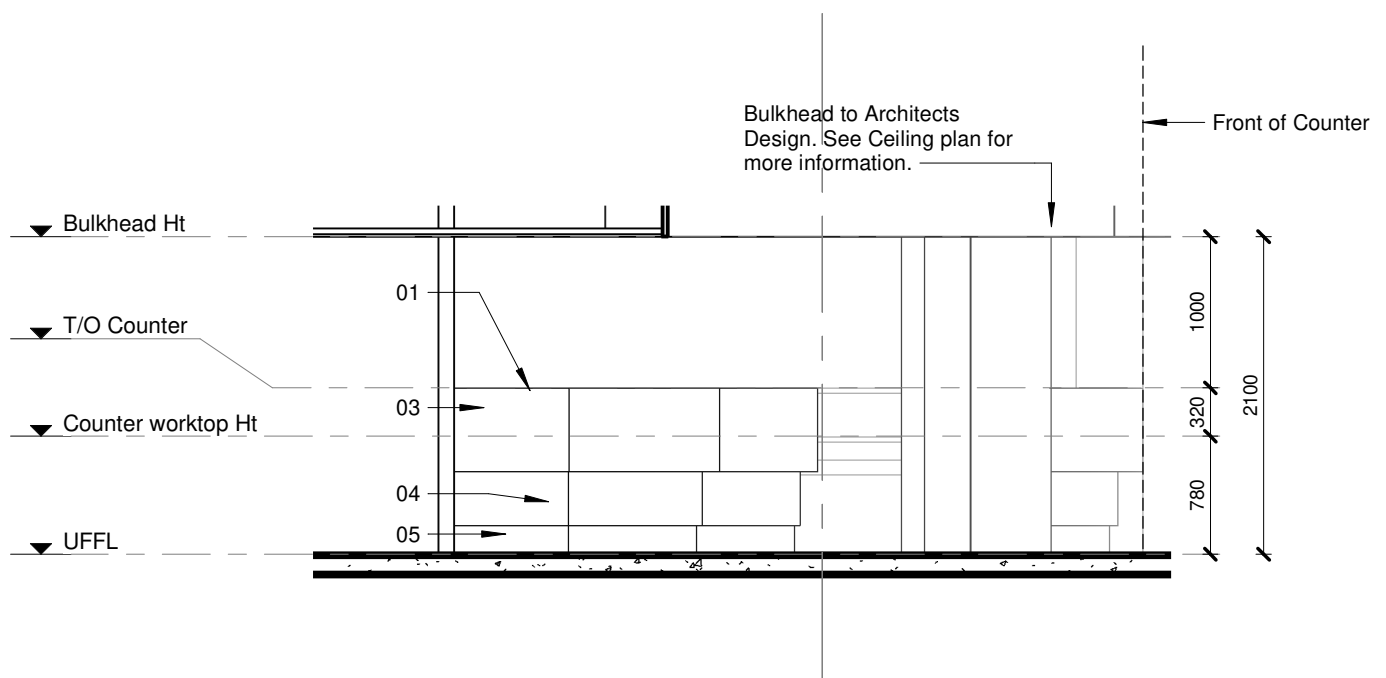 Bulkhead to Architects
Design. See Ceiling plan for
more information.
Front of Counter
Bulkhead Ht
01
T/O Counter
03
Counter worktop Ht
04
05
UFFL
1000
320
780
2100